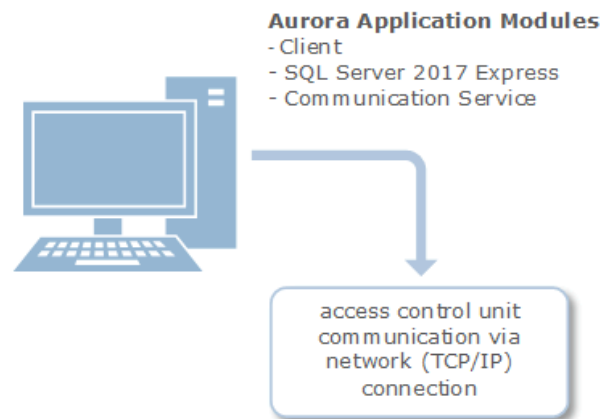 Aurora Application Modules
- Client
- SQL Server 2017 Express
- Communication Service
access control unit
communication via
network (TCP/IP)
connection